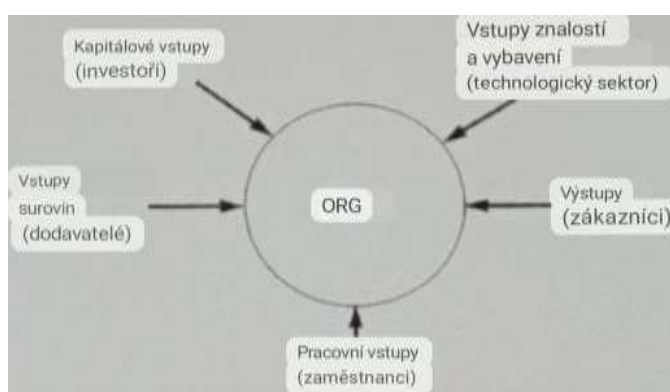 Kapitálové vstupy
(investoři)
Vstupy znalostí
a vybavení
(technologický sektor)
Vstupy
surovin
(dodavatelé)
ORG
Výstupy
(zákazníci)
Pracovní vstupy
(zaměstnanci)